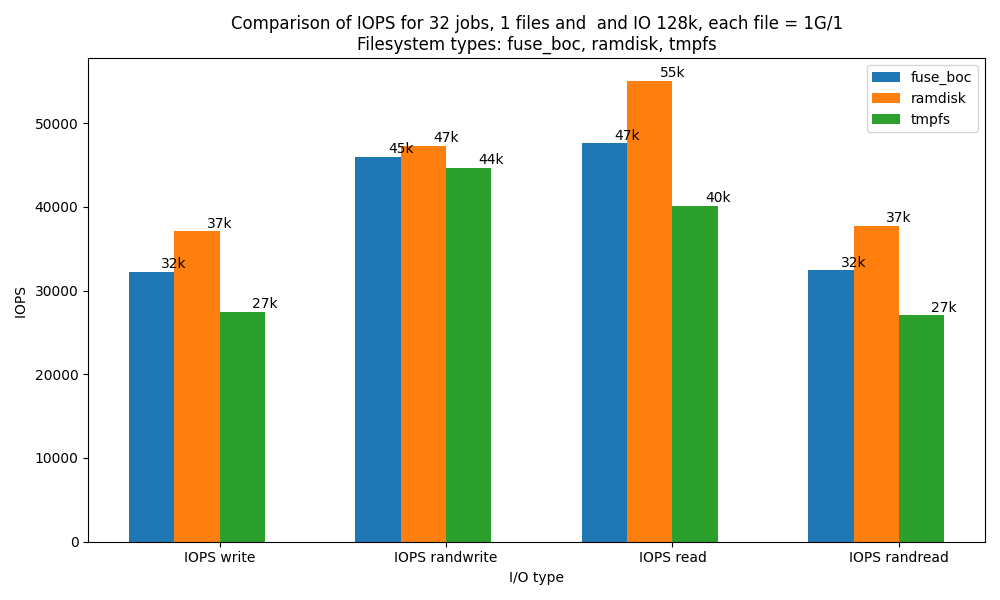 Comparison of IOPS for 32 jobs, 1 files and  and IO 128k, each file = 1G/1
Filesystem types: fuse_boc, ramdisk, tmpfs
fuse_boc
ramdisk
tmpfs
IOPS
50000
40000
30000
20000
10000
0
32k
37k
27k
45k
47k
44k
47k
55k
40k
32k
37k
27k
IOPS write
IOPS randwrite
IOPS read
IOPS randread
I/O type